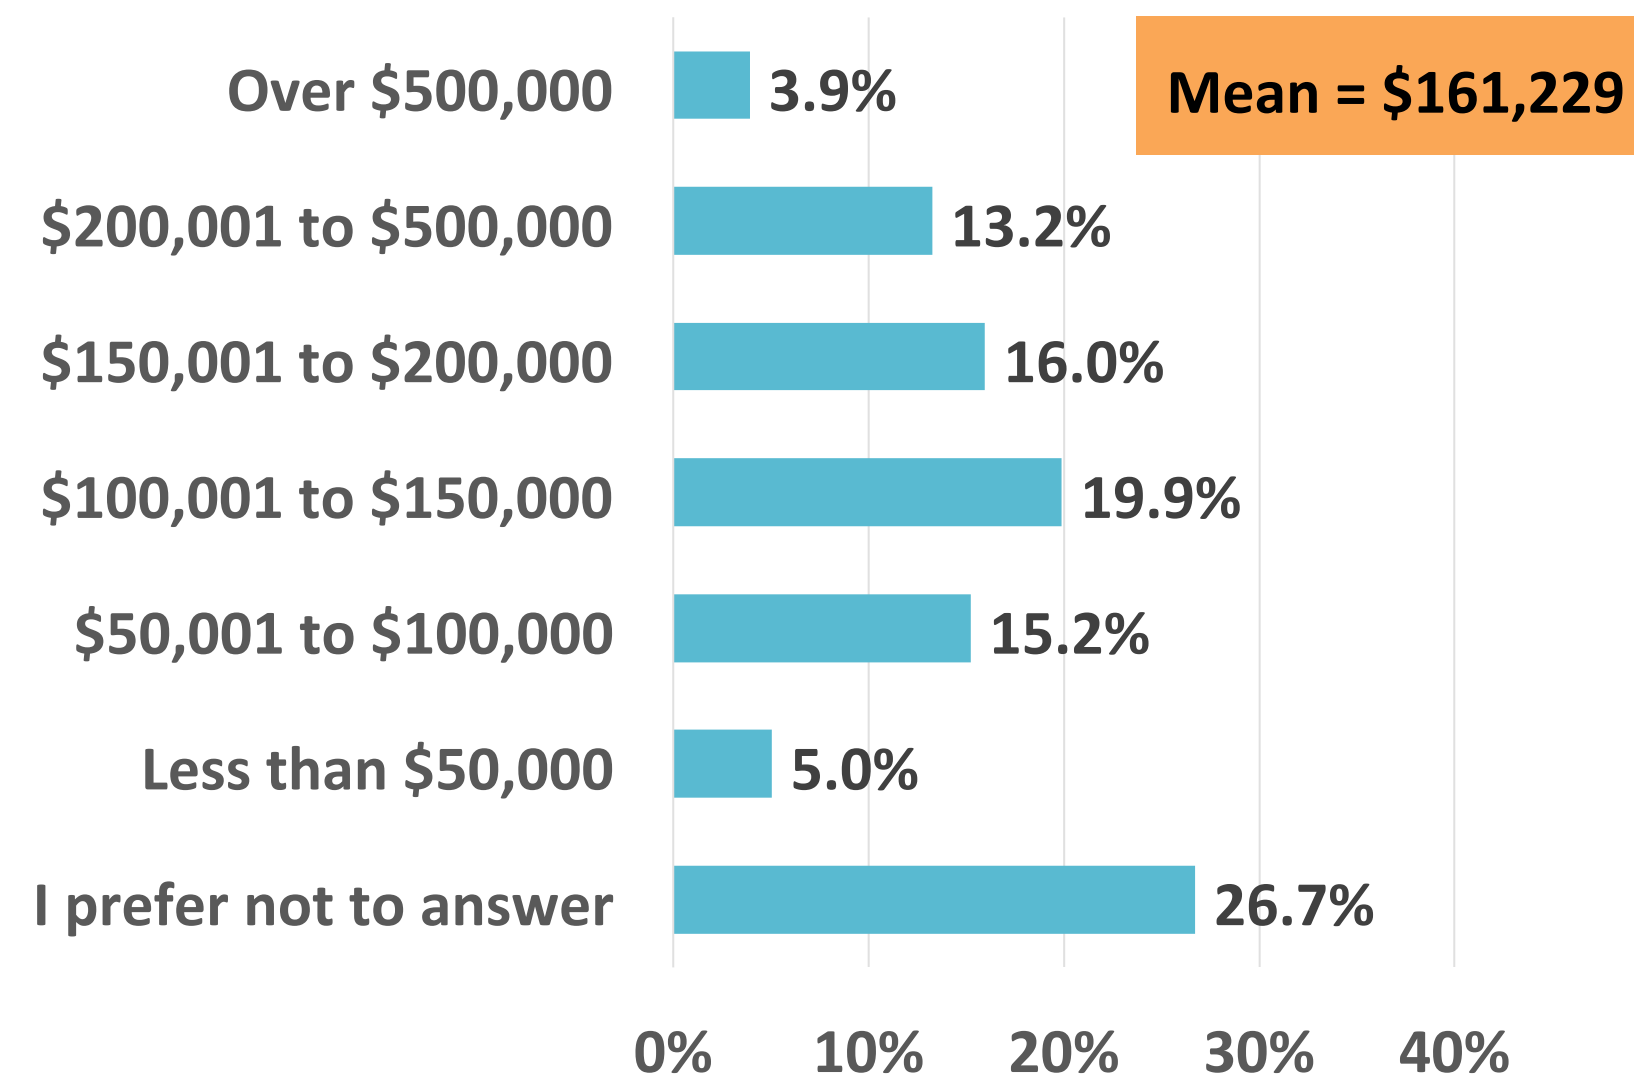 Mean = $161,229
Over $500,000 3.9%
$200,001 to $500,000 13.2%
$150,001 to $200,000 16.0%
$100,001 to $150,000 19.9%
$50,001 to $100,000 15.2%
Less than $50,000 5.0%
I prefer not to answer 26.7%
0% 10% 20% 30% 40%